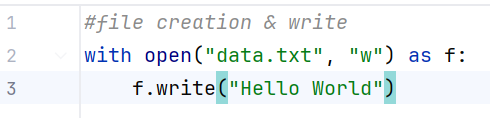 1 #file creation & write
2 with open("data.txt", "w") as f:
3     f.write("Hello World")